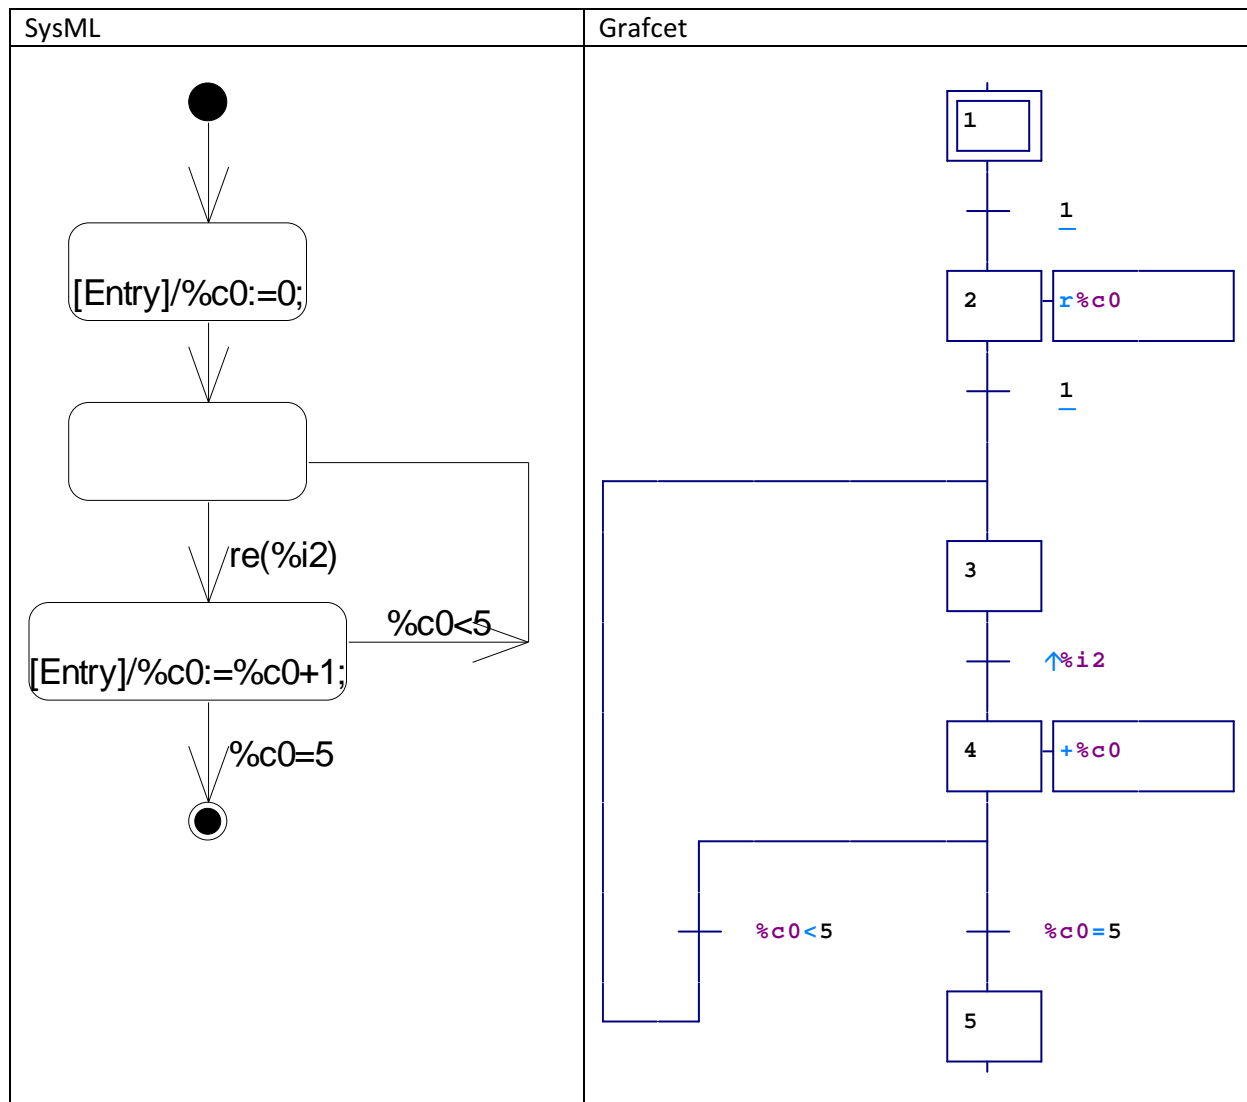 SysML
[Entry]/%c0:=0;
re(%i2)
%c0<5
[Entry]/%c0:=%c0+1;
%c0=5
Grafcet
1
1
2
r%c0
1
3
↑%i2
4
+%c0
%c0<5
%c0=5
5